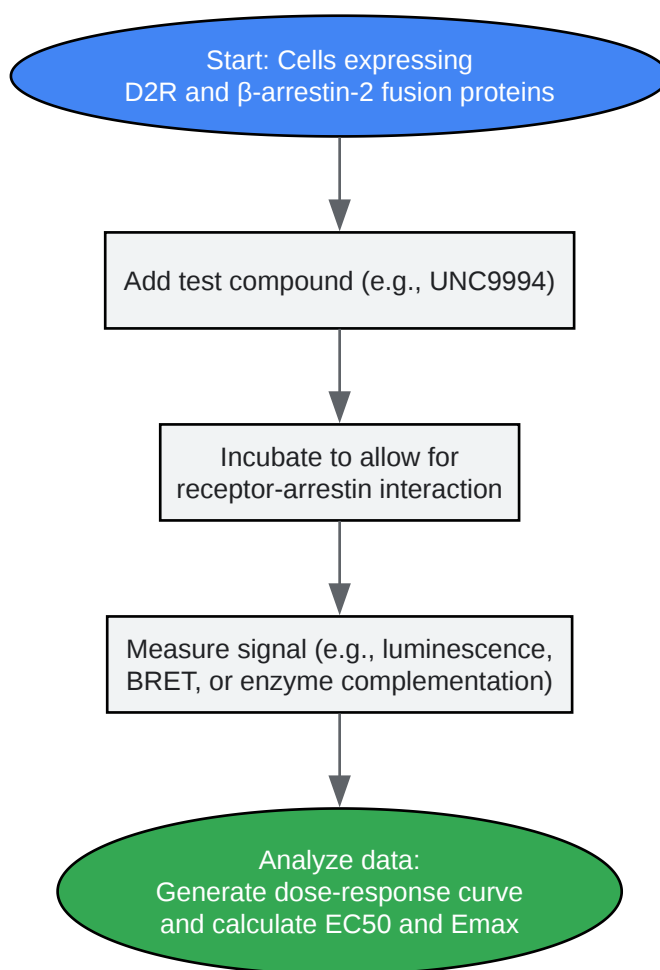 Start: Cells expressing
D2R and β-arrestin-2 fusion proteins
Add test compound (e.g., UNC9994)
Incubate to allow for
receptor-arrestin interaction
Measure signal (e.g., luminescence,
BRET, or enzyme complementation)
Analyze data:
Generate dose-response curve
and calculate EC50 and Emax